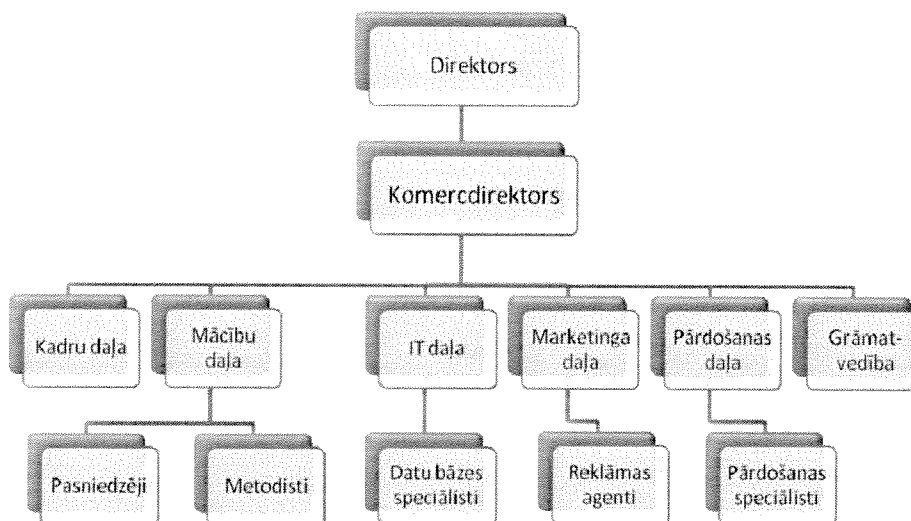 Direktors
Komercdirektors
Kadru daļa
Mācību
daļa
IT daļa
Marketinga
daļa
Pārdošanas
daļa
Grāmat-
vedība
Pasniedzēji
Metodisti
Datu bāzes
speciālisti
Reklāmas
agenti
Pārdošanas
speciālisti